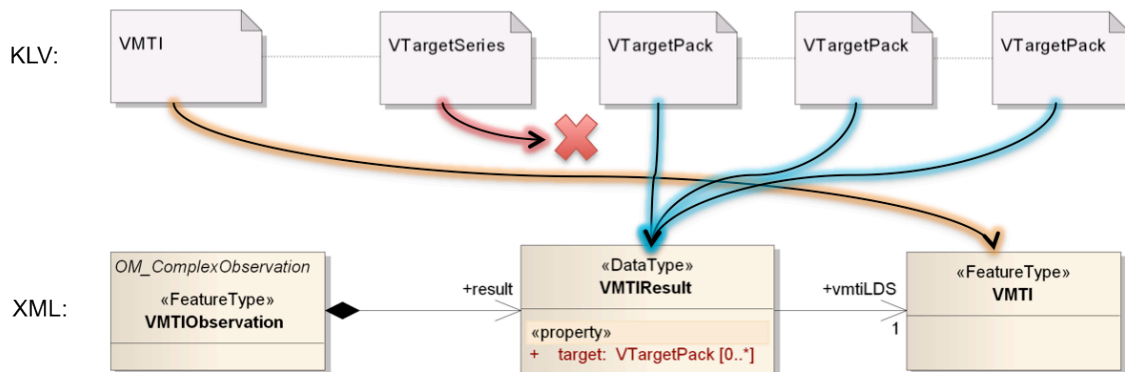 KLV:
VMTI
VTargetSeries
VTargetPack
VTargetPack
VTargetPack
XML:
OM_ComplexObservation
«FeatureType»
VMTIObservation
+result
«DataType»
VMTIResult
«property»
+ target: VTargetPack [0..*]
+vmtiLDS
1
«FeatureType»
VMTI